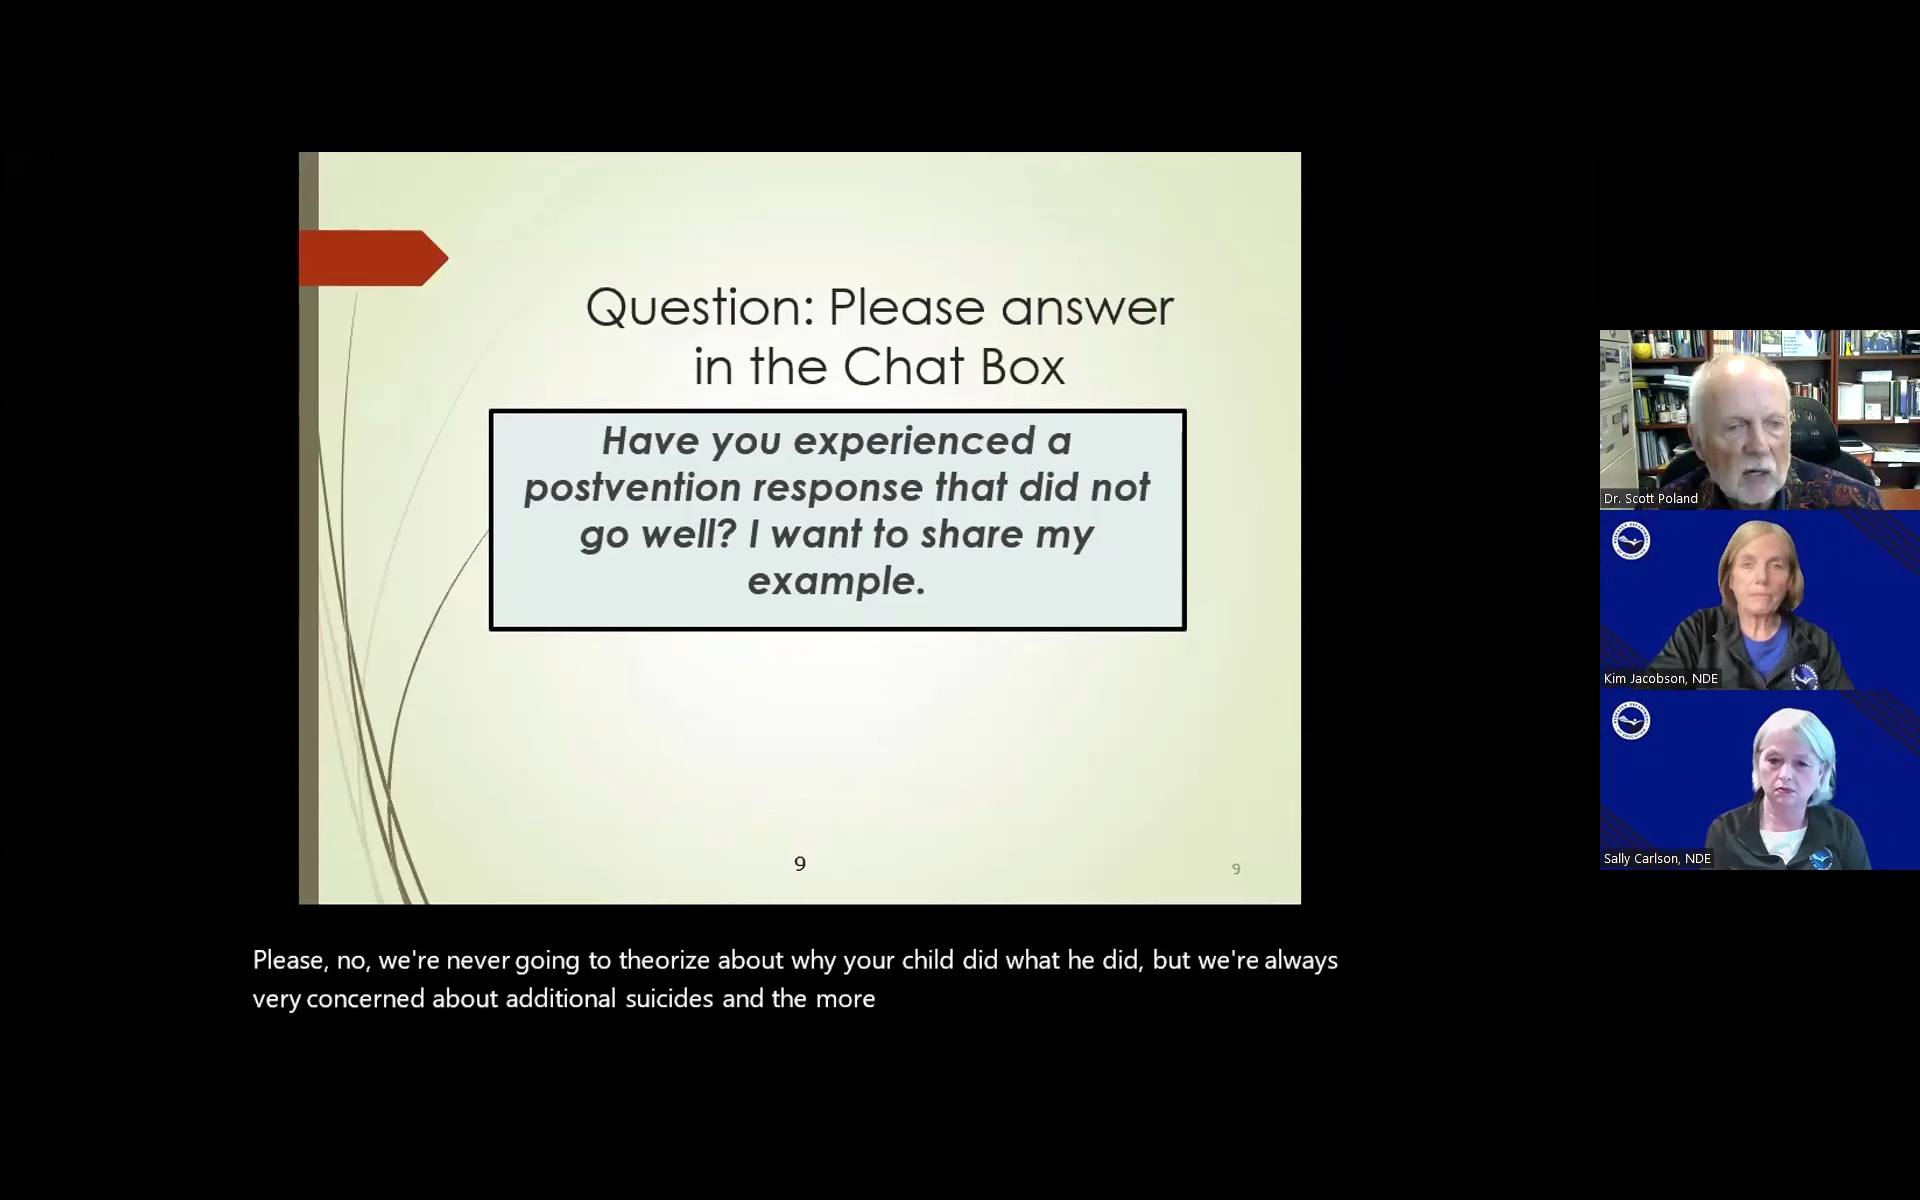 Question: Please answer
in the Chat Box
Have you experienced a
postvention response that did not
go well? I want to share my
example.
9
9
Dr. Scott Poland
Kim Jacobson, NDE
Sally Carlson, NDE
Please, no, we're never going to theorize about why your child did what he did, but we're always
very concerned about additional suicides and the more